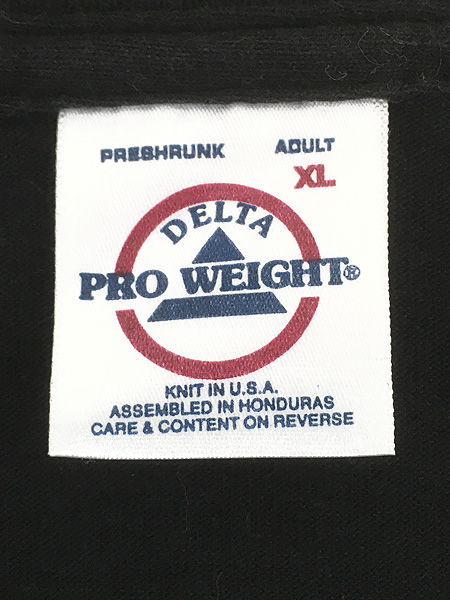 PRESHRUNK ADULT
XL
DELTA
PRO WEIGHT®
KNIT IN U.S.A.
ASSEMBLED IN HONDURAS
CARE & CONTENT ON REVERSE